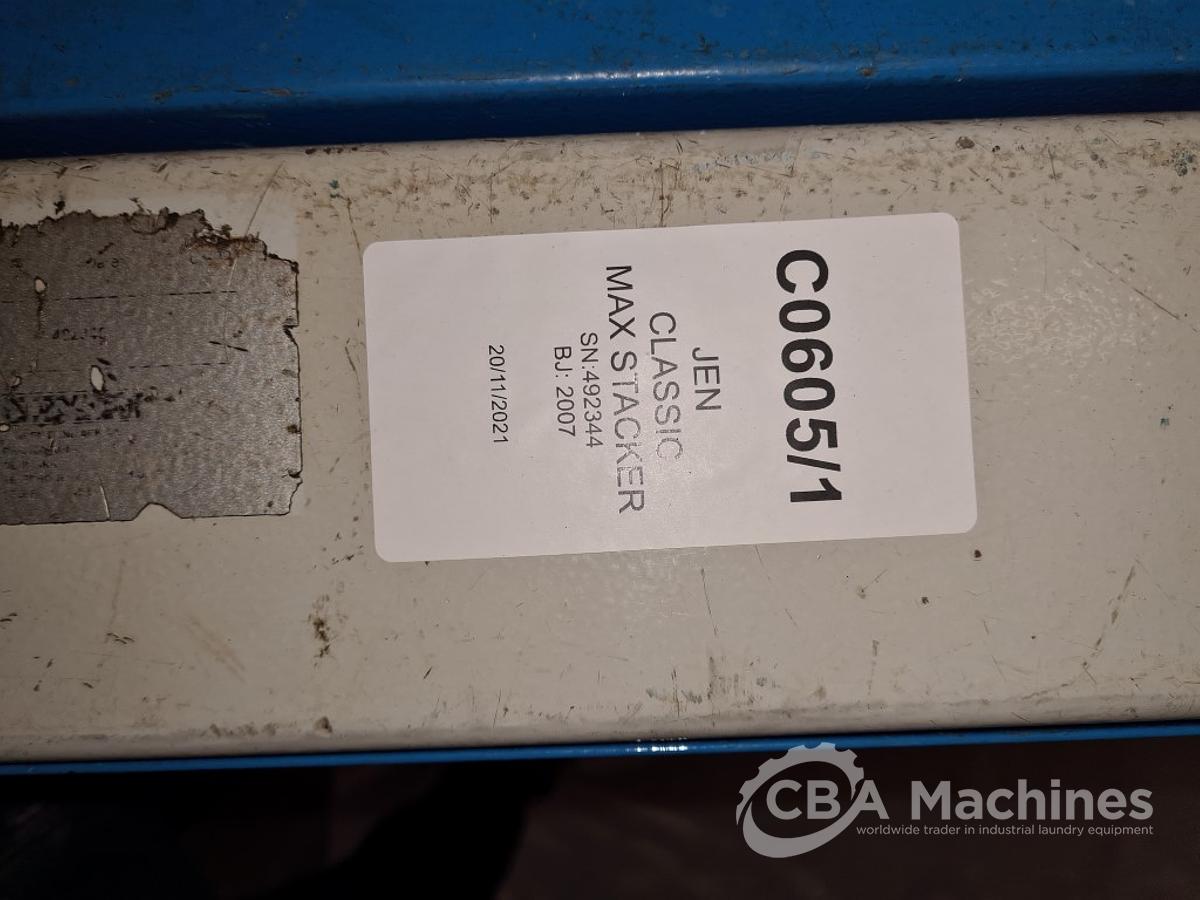 C0605/1
JEN
CLASSIC
MAX STACKER
SN:492344
BJ: 2007
20/11/2021
CBA Machines
worldwide trader in industrial laundry equipment